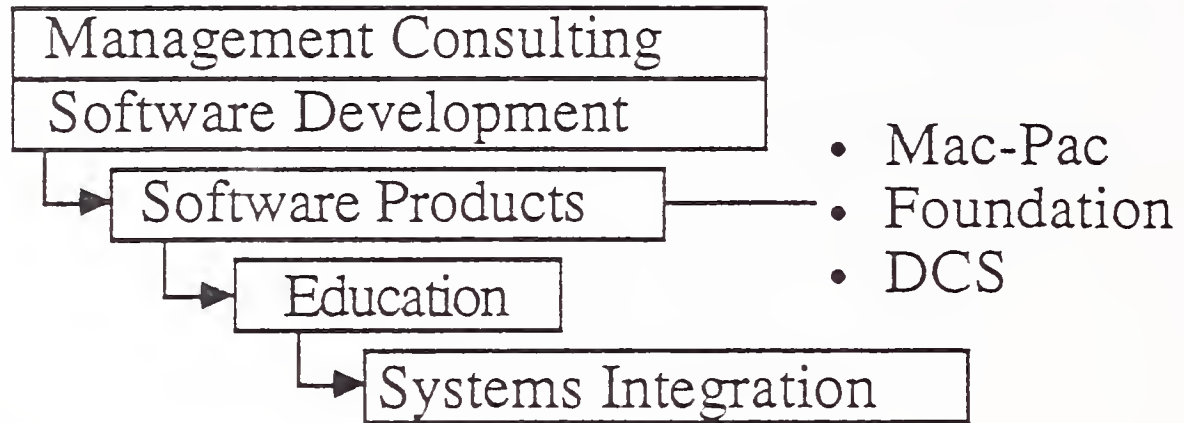 Management Consulting
Software Development
Software Products
• Mac-Pac
• Foundation
• DCS
Education
Systems Integration